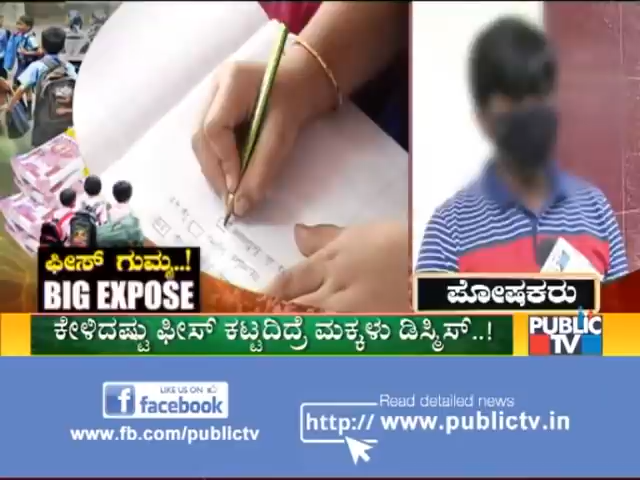 ಫೀಸ್ ಗುಮ್ಮ..!
BIG EXPOSE
ಪೋಷಕರು
ಕೇಳಿದಷ್ಟು ಫೀಸ್ ಕಟ್ಟದಿದ್ರೆ ಮಕ್ಕಳು ಡಿಸ್ಮಿಸ್..!
PUBLIC
TV
LIKE US ON
facebook
www.fb.com/publictv
Read detailed news
http:// www.publictv.in